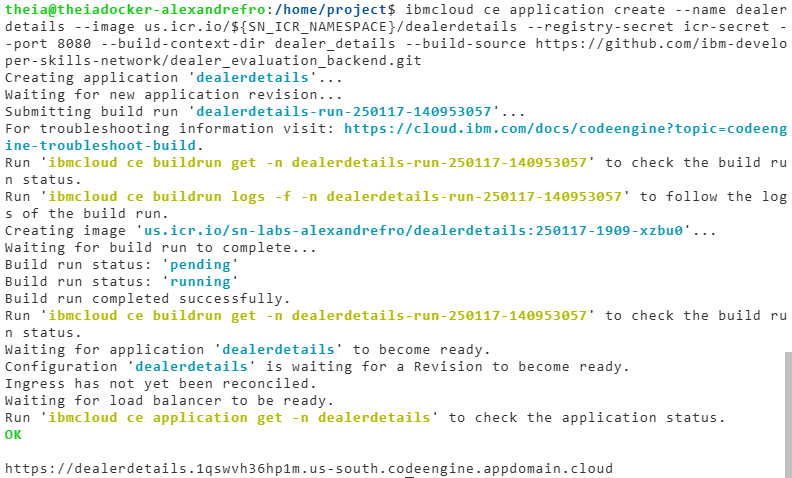 theia@theiadocker-alexandrefro:/home/project$ ibmcloud ce application create --name dealer
details --image us.icr.io/${SN_ICR_NAMESPACE}/dealerdetails --registry-secret icr-secret -
-port 8080 --build-context-dir dealer_details --build-source https://github.com/ibm-develo
per-skills-network/dealer_evaluation_backend.git
Creating application 'dealerdetails'...
Waiting for new application revision...
Submitting build run 'dealerdetails-run-250117-140953057'...
For troubleshooting information visit: https://cloud.ibm.com/docs/codeengine?topic=codeeng
ine-troubleshoot-build.
Run 'ibmcloud ce buildrun get -n dealerdetails-run-250117-140953057' to check the build ru
n status.
Run 'ibmcloud ce buildrun logs -f -n dealerdetails-run-250117-140953057' to follow the log
s of the build run.
Creating image 'us.icr.io/sn-labs-alexandrefro/dealerdetails:250117-1909-xzbu0'...
Waiting for build run to complete...
Build run status: 'pending'
Build run status: 'running'
Build run completed successfully.
Run 'ibmcloud ce buildrun get -n dealerdetails-run-250117-140953057' to check the build ru
n status.
Waiting for application 'dealerdetails' to become ready.
Configuration 'dealerdetails' is waiting for a Revision to become ready.
Ingress has not yet been reconciled.
Waiting for load balancer to be ready.
Run 'ibmcloud ce application get -n dealerdetails' to check the application status.
OK
https://dealerdetails.1qswvh36hp1m.us-south.codeengine.appdomain.cloud